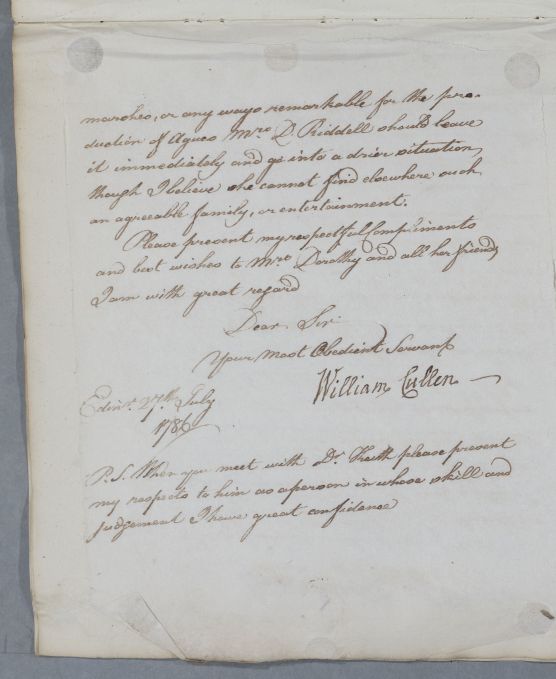 marshes, or any ways remarkable for the pro-
duction of Agues Mrs. D. Riddell should leave
it immediately and go into a drier situation,
though I believe she cannot find elsewhere such
an agreeable family, or entertainment.
Please present my respectful Compliments
and best wishes to Mrs. Dorothy and all her friends
I am with great regard
Dear Sir
Your most Obedient Servant
William Cullen
Edinr. 27th July
1786
P.S. When you meet with Dr. Keith please present
my respects to him as a person in whose skill and
judgement I have great confidence